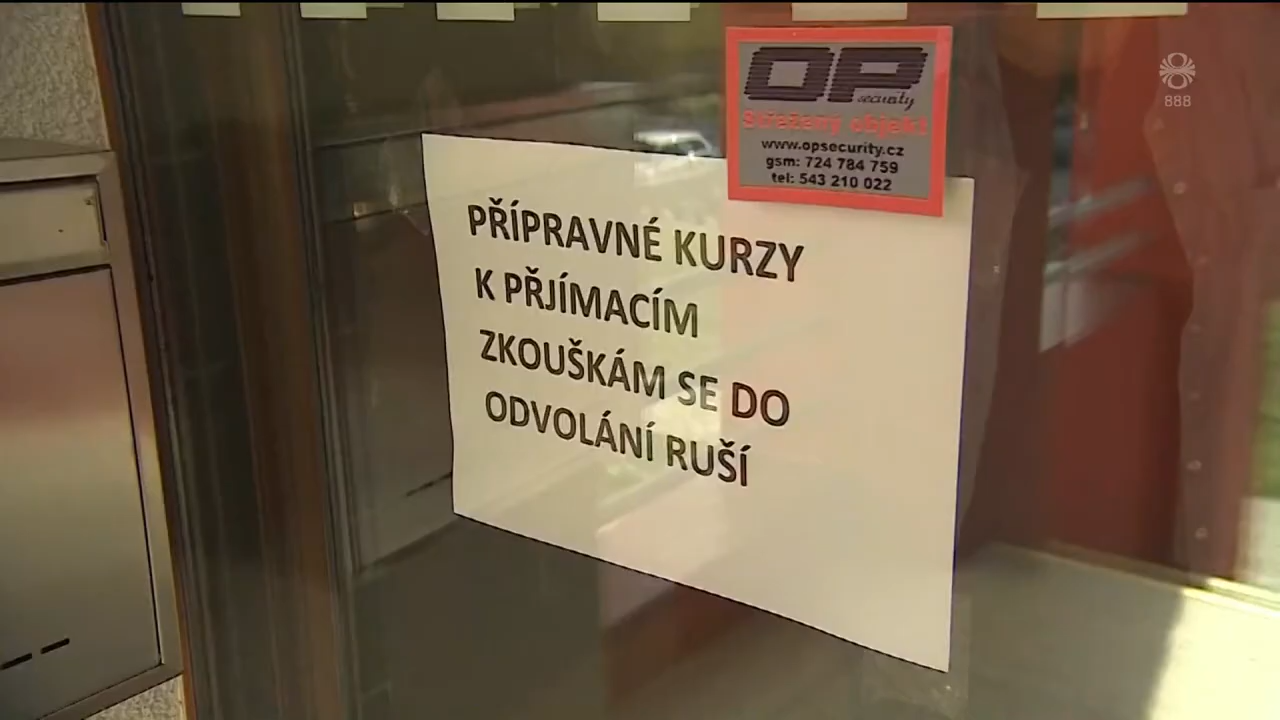 888
OP
security
Střežený objekt
www.opsecurity.cz
gsm: 724 784 759
tel: 543 210 022
PŘÍPRAVNÉ KURZY
K PŘJÍMACÍM
ZKOUŠKÁM SE DO
ODVOLÁNÍ RUŠÍ